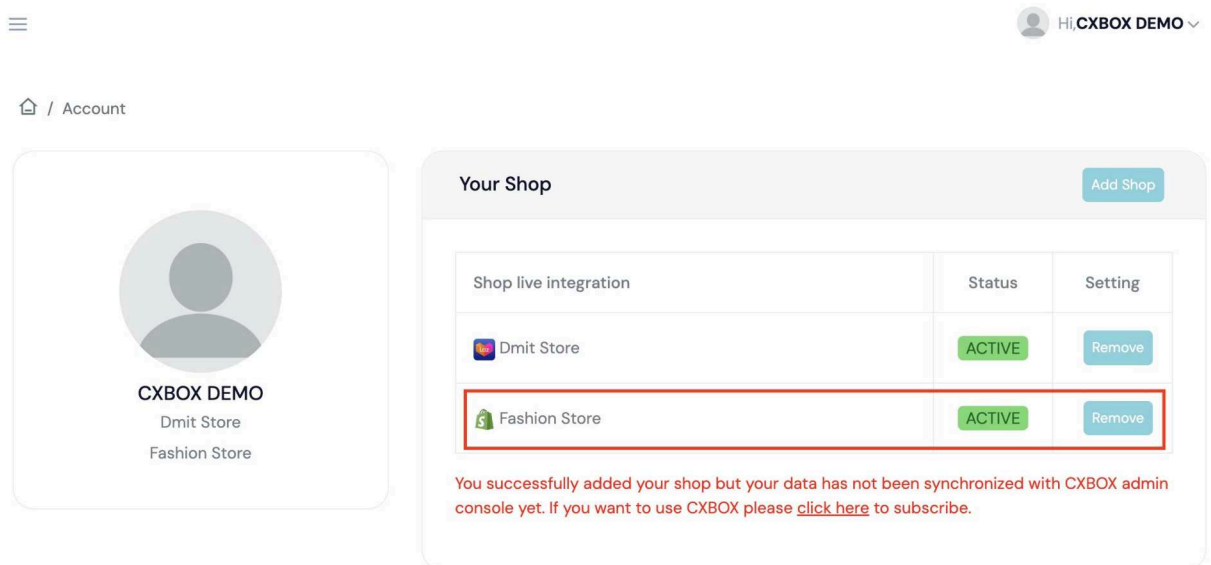 Hi,CXBOX DEMO
/ Account
CXBOX DEMO
Dmit Store
Fashion Store
Your Shop
Add Shop
Shop live integration Status Setting
Dmit Store ACTIVE Remove
Fashion Store ACTIVE Remove
You successfully added your shop but your data has not been synchronized with CXBOX admin
console yet. If you want to use CXBOX please click here to subscribe.